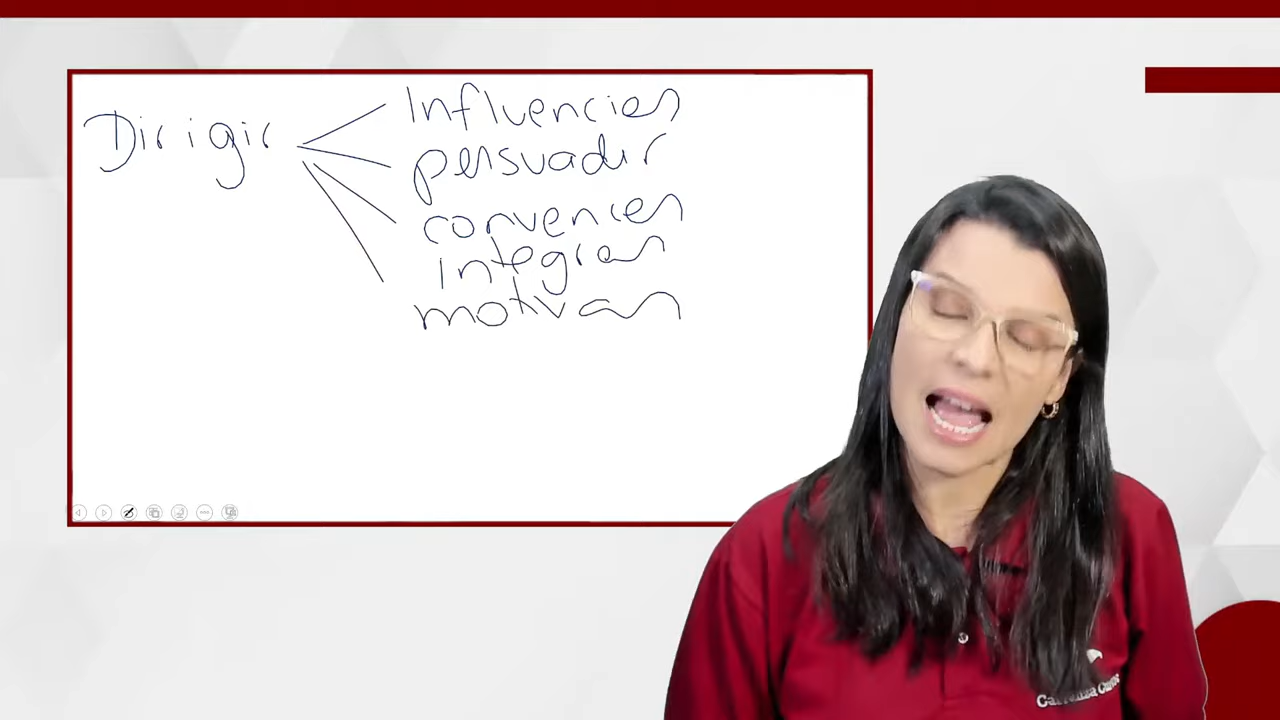 Dirigir
Influenciar
persuadir
convencer
integrar
motivar